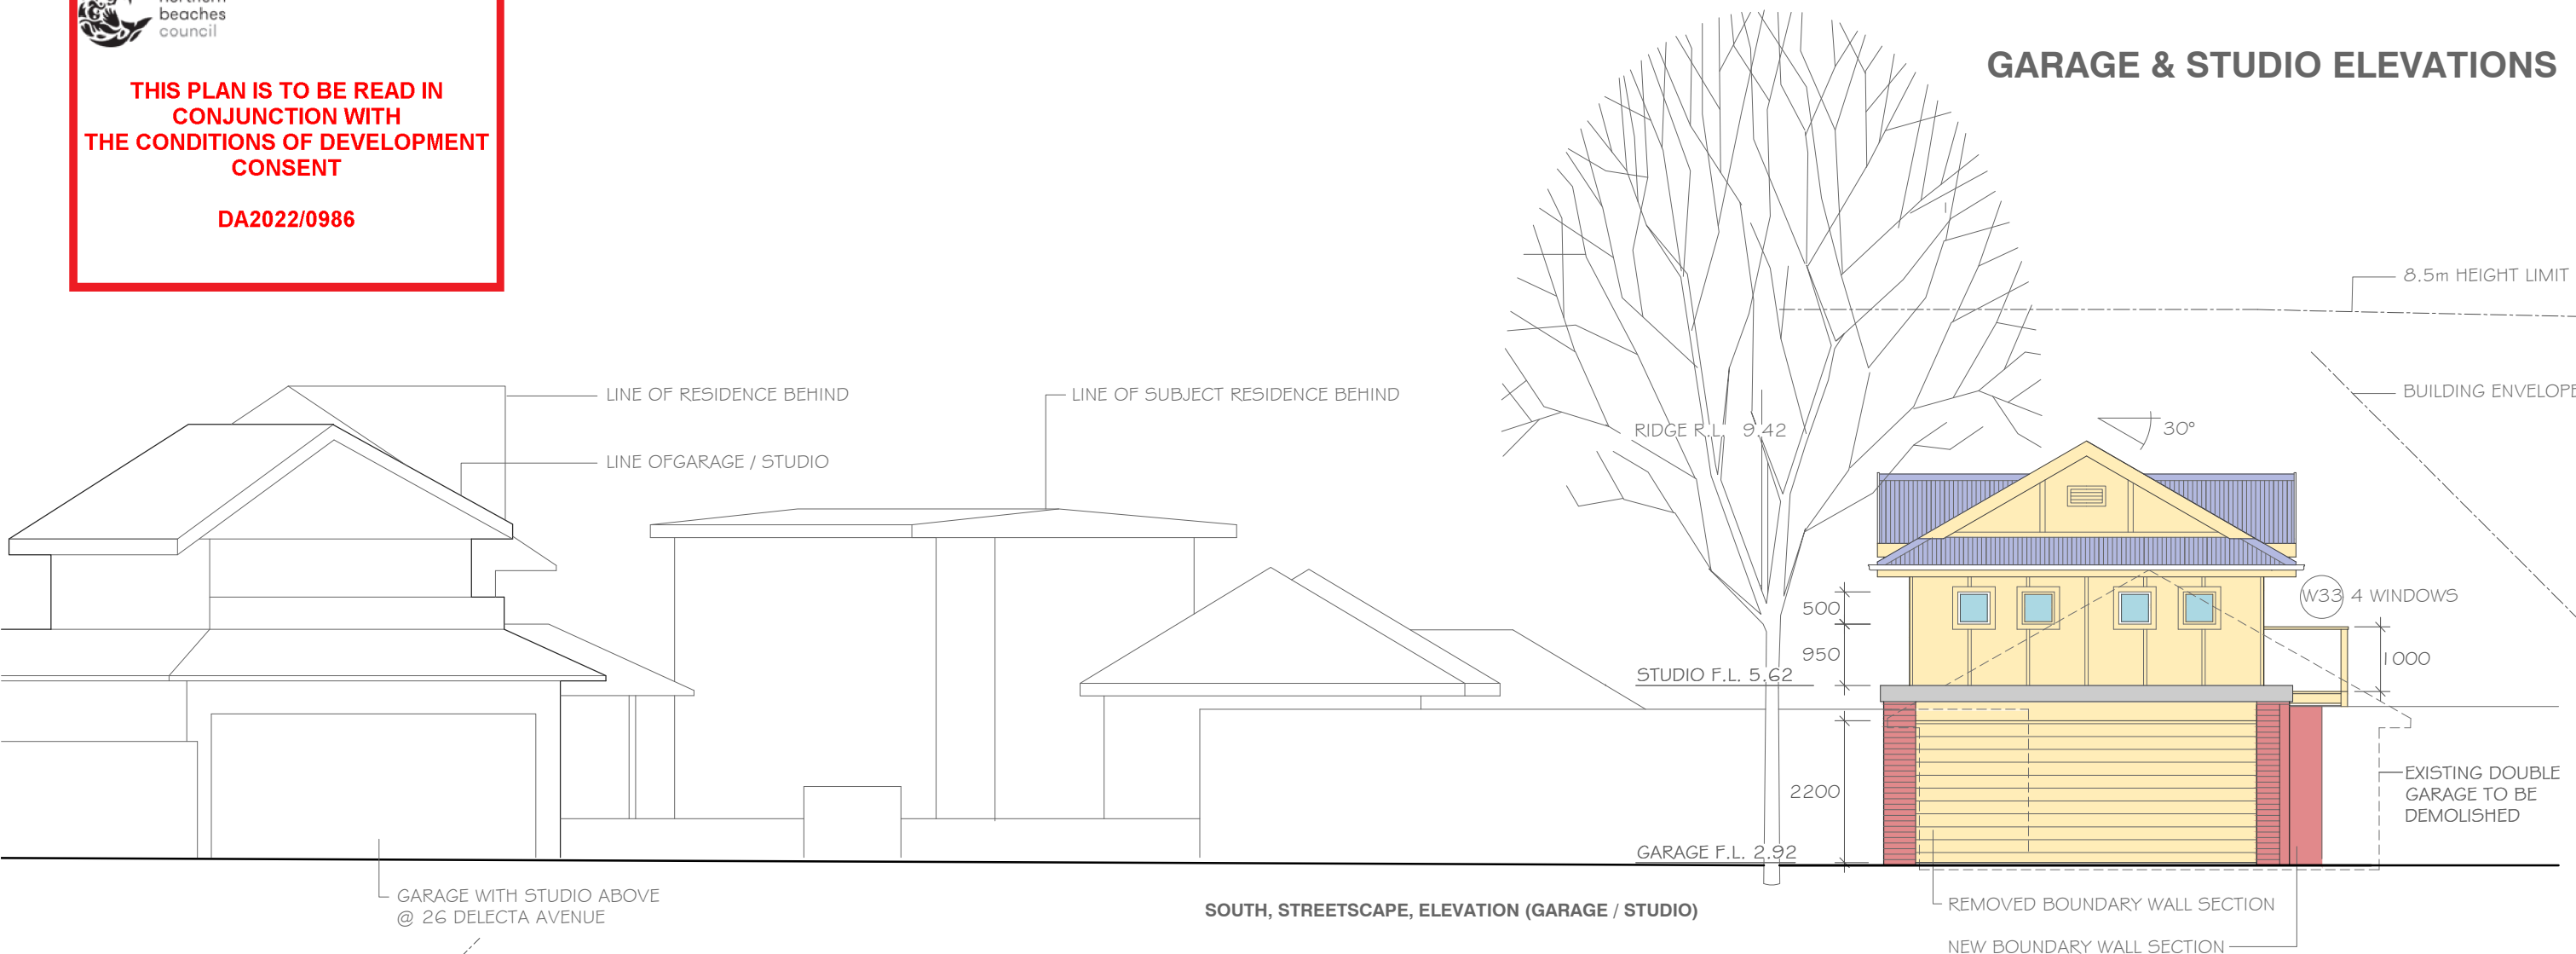 northern
beaches
council
THIS PLAN IS TO BE READ IN
CONJUNCTION WITH
THE CONDITIONS OF DEVELOPMENT
CONSENT
DA2022/0986
GARAGE & STUDIO ELEVATIONS
8.5m HEIGHT LIMIT
BUILDING ENVELOPE
LINE OF RESIDENCE BEHIND
LINE OF SUBJECT RESIDENCE BEHIND
LINE OFGARAGE / STUDIO
RIDGE R.L. 9.42
30°
W33 4 WINDOWS
500
950
1000
STUDIO F.L. 5.62
2200
GARAGE F.L. 2.92
EXISTING DOUBLE
GARAGE TO BE
DEMOLISHED
GARAGE WITH STUDIO ABOVE
@ 26 DELECTA AVENUE
SOUTH, STREETSCAPE, ELEVATION (GARAGE / STUDIO)
REMOVED BOUNDARY WALL SECTION
NEW BOUNDARY WALL SECTION